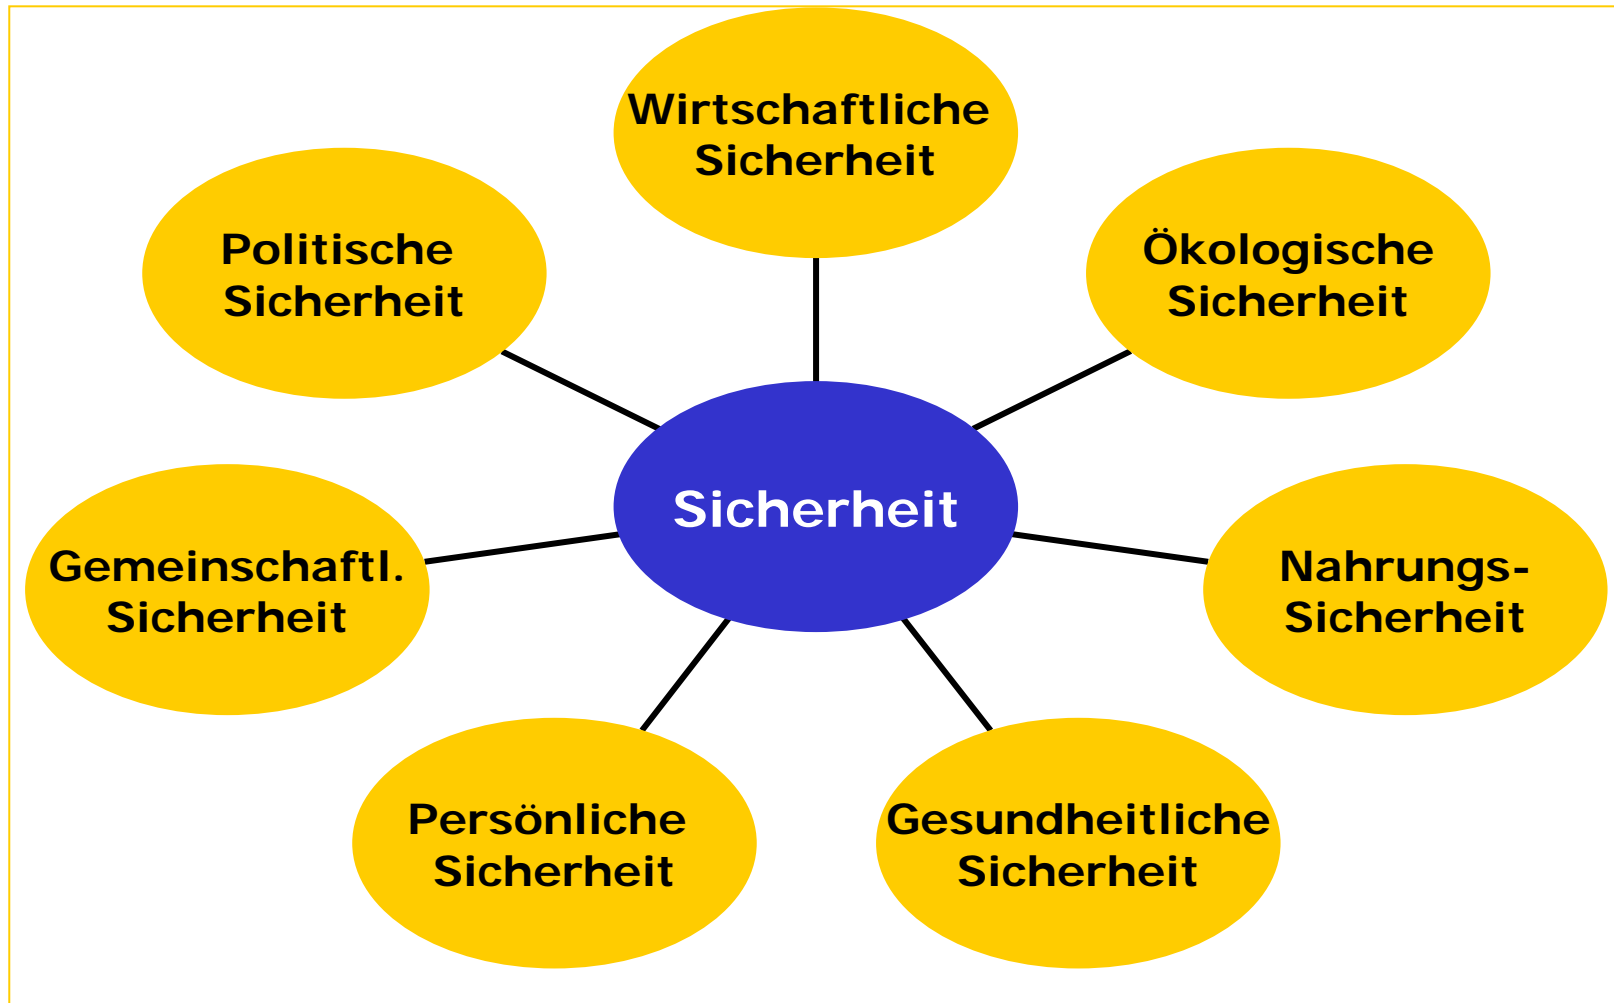 Wirtschaftliche
Sicherheit
Politische
Sicherheit
Ökologische
Sicherheit
Sicherheit
Gemeinschaftl.
Sicherheit
Nahrungs-
Sicherheit
Persönliche
Sicherheit
Gesundheitliche
Sicherheit